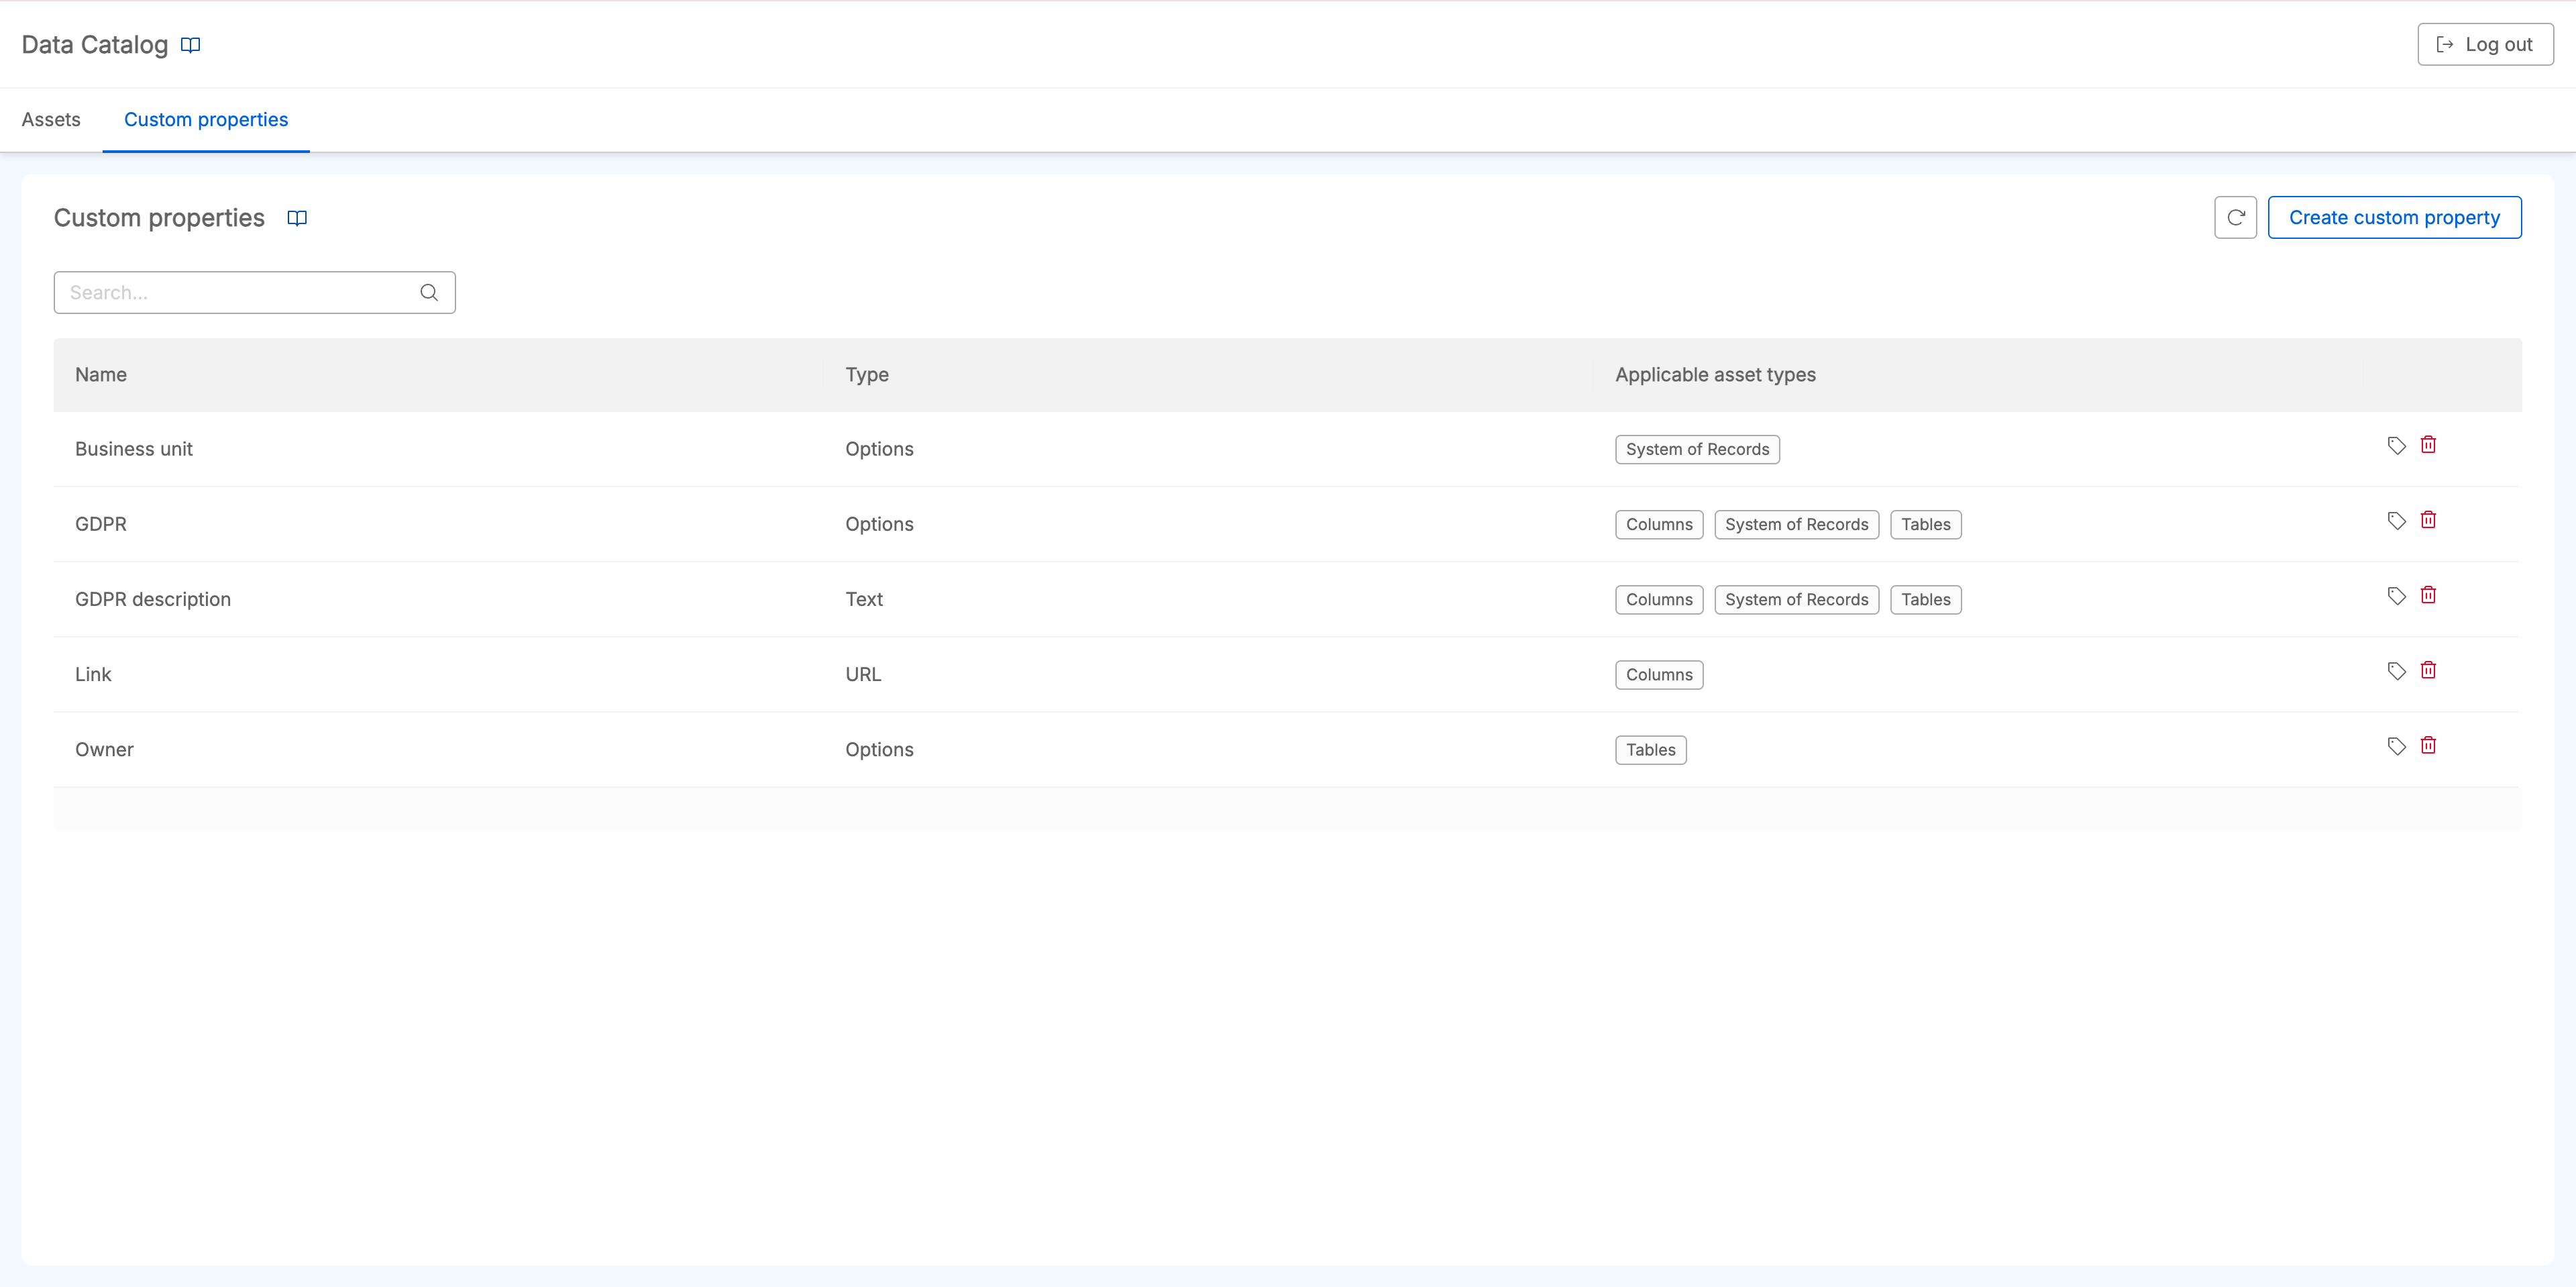 Data Catalog
Log out
Assets Custom properties
Custom properties
Create custom property
Search...
Name Type Applicable asset types
Business unit Options System of Records
GDPR Options Columns System of Records Tables
GDPR description Text Columns System of Records Tables
Link URL Columns
Owner Options Tables